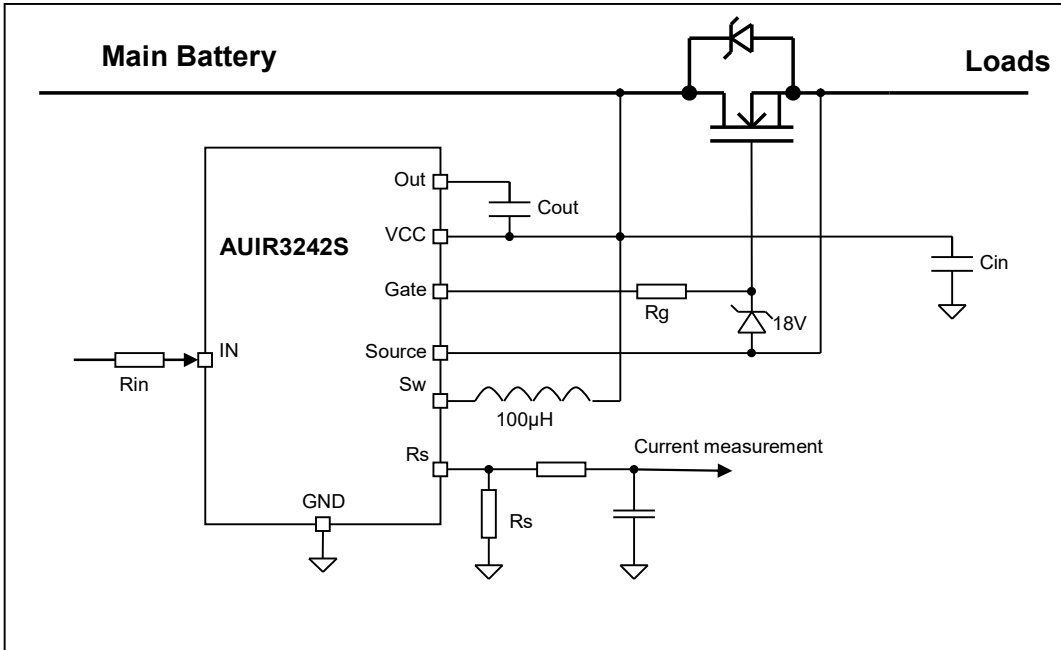 Main Battery
Loads
Out
Cout
VCC
AUIR3242S
Cin
Gate
Rg
18V
Source
IN
Rin
Sw
100µH
Current measurement
Rs
GND
Rs